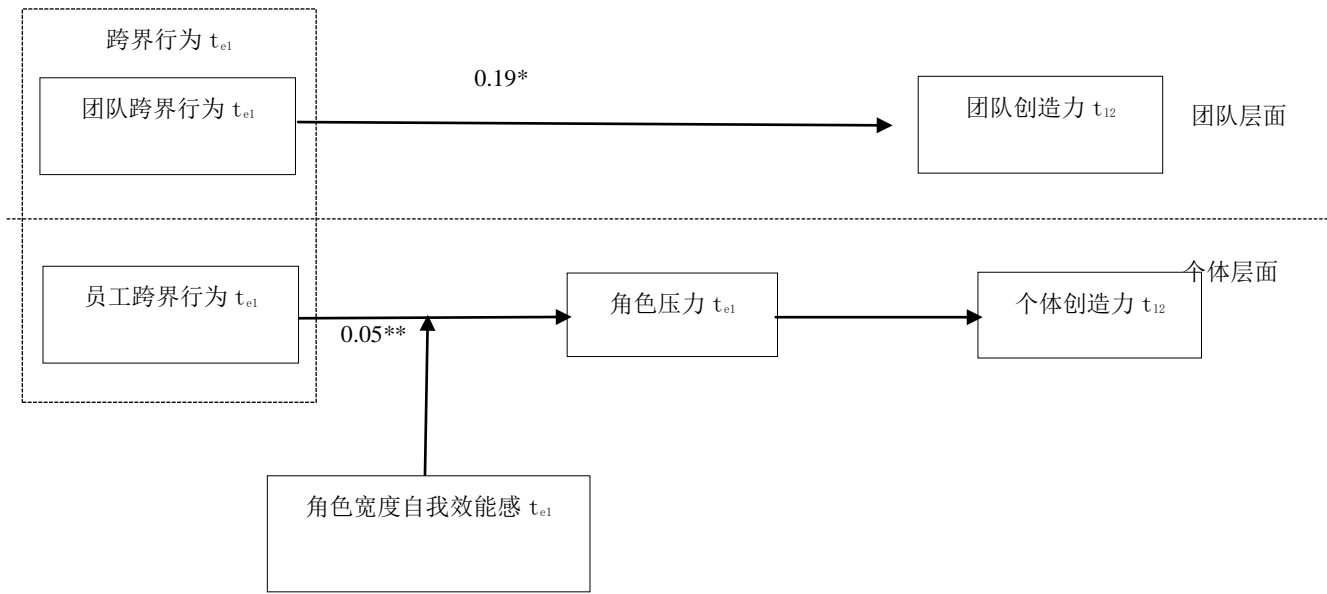 跨界行为 te1
0.19*
团队跨界行为 te1
团队创造力 t12
团队层面
个体层面
员工跨界行为 te1
角色压力 te1
个体创造力 t12
0.05**
角色宽度自我效能感 te1